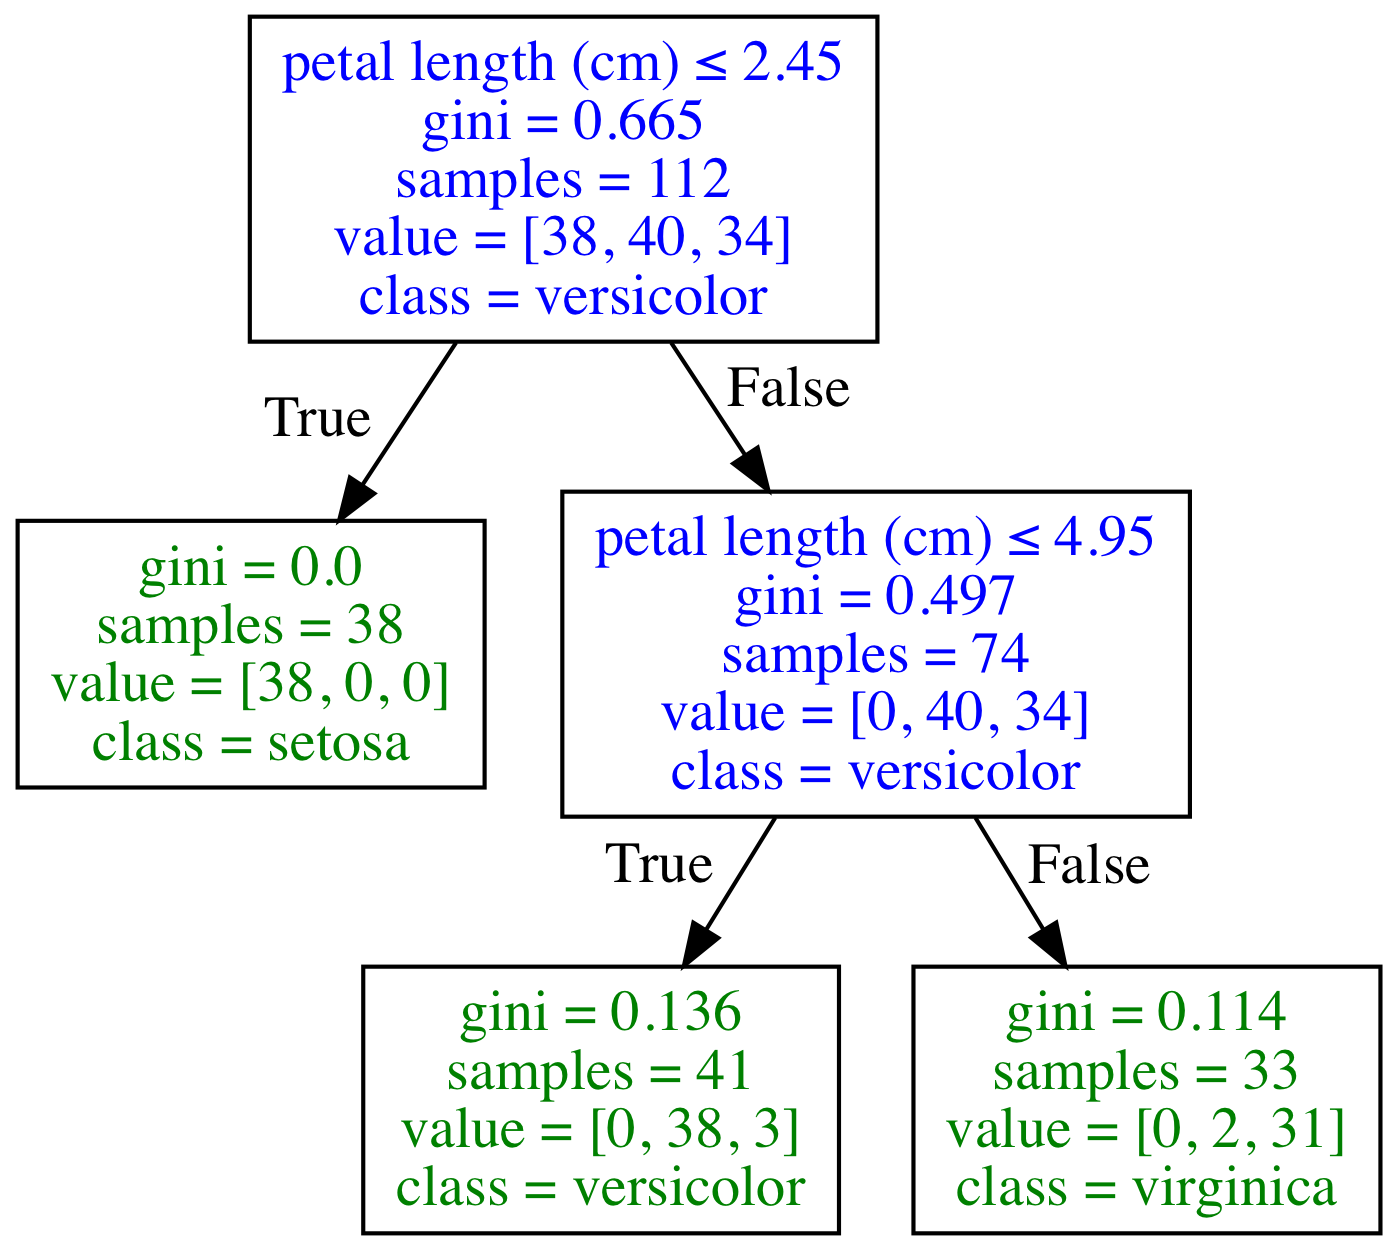 petal length (cm) ≤ 2.45
gini = 0.665
samples = 112
value = [38, 40, 34]
class = versicolor
True
False
gini = 0.0
samples = 38
value = [38, 0, 0]
class = setosa
petal length (cm) ≤ 4.95
gini = 0.497
samples = 74
value = [0, 40, 34]
class = versicolor
True
False
gini = 0.136
samples = 41
value = [0, 38, 3]
class = versicolor
gini = 0.114
samples = 33
value = [0, 2, 31]
class = virginica